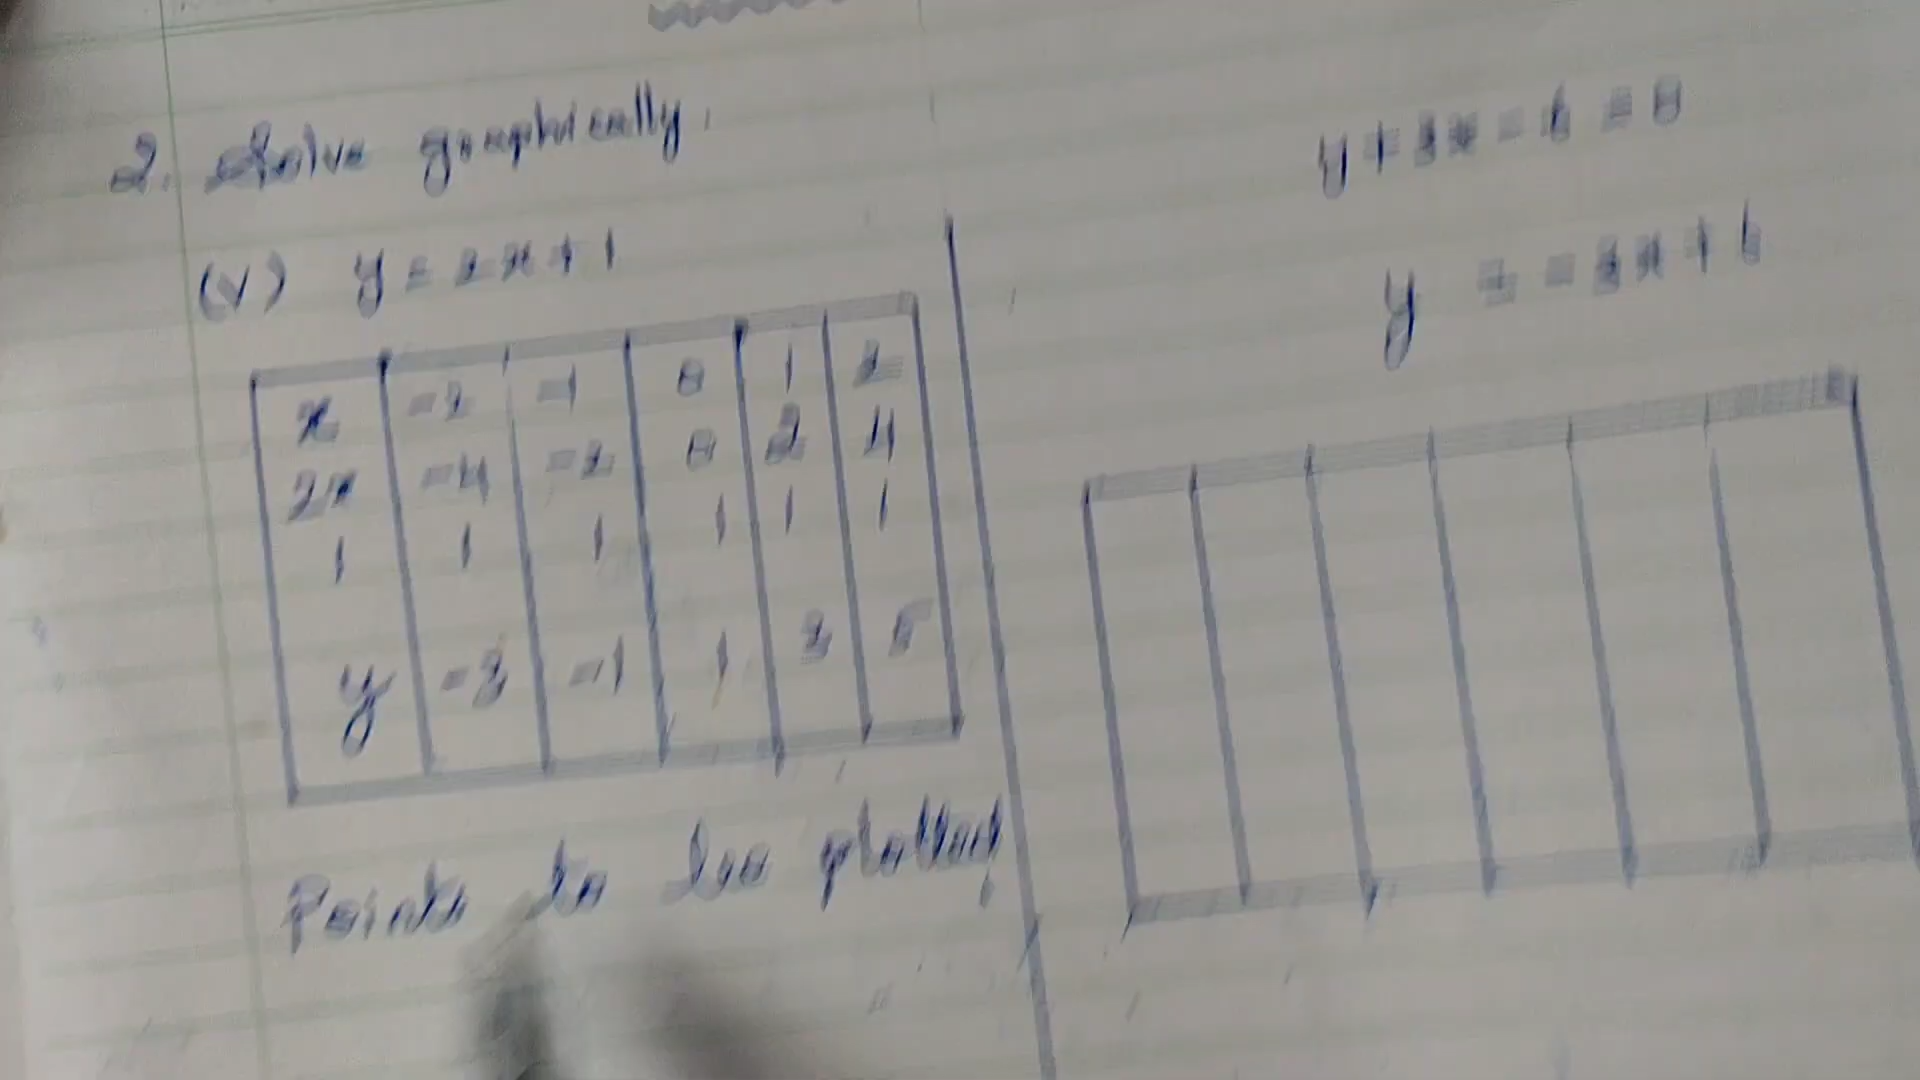 2. Solve graphically.
(v) y = 2x + 1
x -2 -1 0 1 2
2x -4 -2 0 2 4
1 1 1 1 1 1
y -3 -1 1 3 5
Points to be plotted
y + 3x - 6 = 0
y = -3x + 6